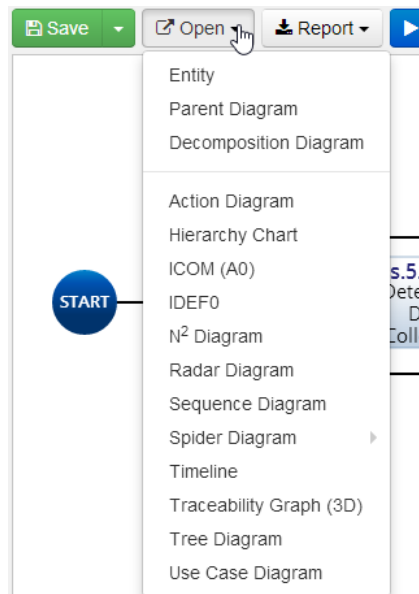 Save
Open
Report
Entity
Parent Diagram
Decomposition Diagram
Action Diagram
Hierarchy Chart
ICOM (A0)
IDEF0
N² Diagram
Radar Diagram
Sequence Diagram
Spider Diagram
Timeline
Traceability Graph (3D)
Tree Diagram
Use Case Diagram
START
s.5.